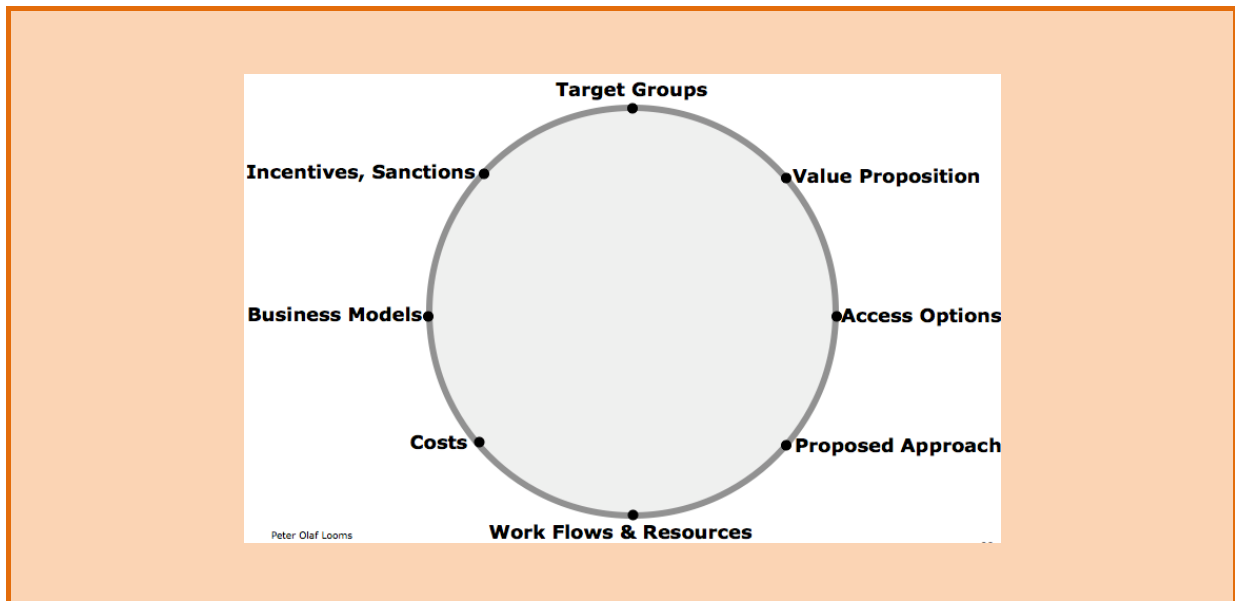 Target Groups
Incentives, Sanctions
Value Proposition
Business Models
Access Options
Costs
Proposed Approach
Work Flows & Resources
Peter Olaf Looms